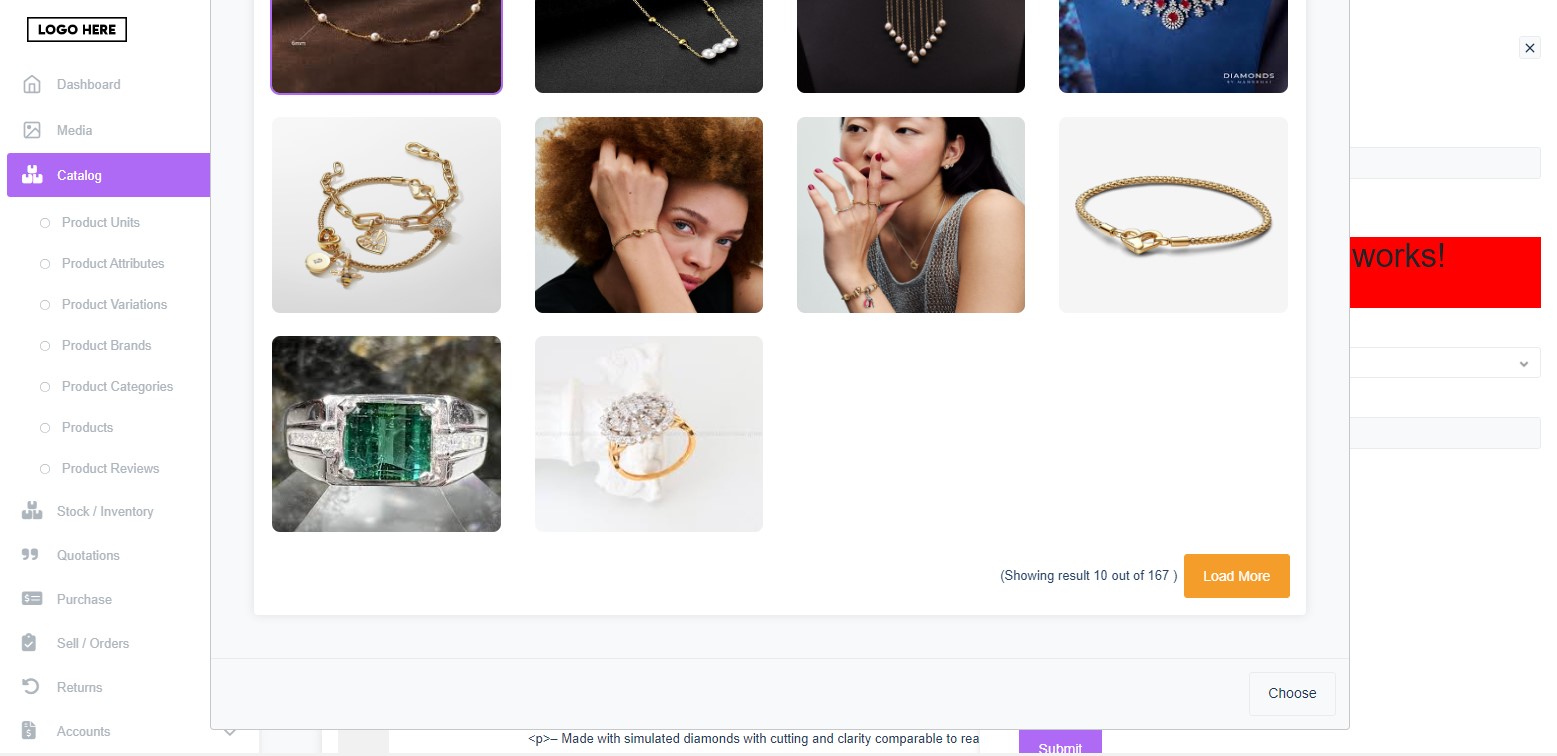 LOGO HERE
Dashboard
Media
Catalog
Product Units
Product Attributes
Product Variations
Product Brands
Product Categories
Products
Product Reviews
Stock / Inventory
Quotations
Purchase
Sell / Orders
Returns
Accounts
6mm
DIAMONDS
works!
(Showing result 10 out of 167 )
Load More
Choose
<p>– Made with simulated diamonds with cutting and clarity comparable to rea
Submit